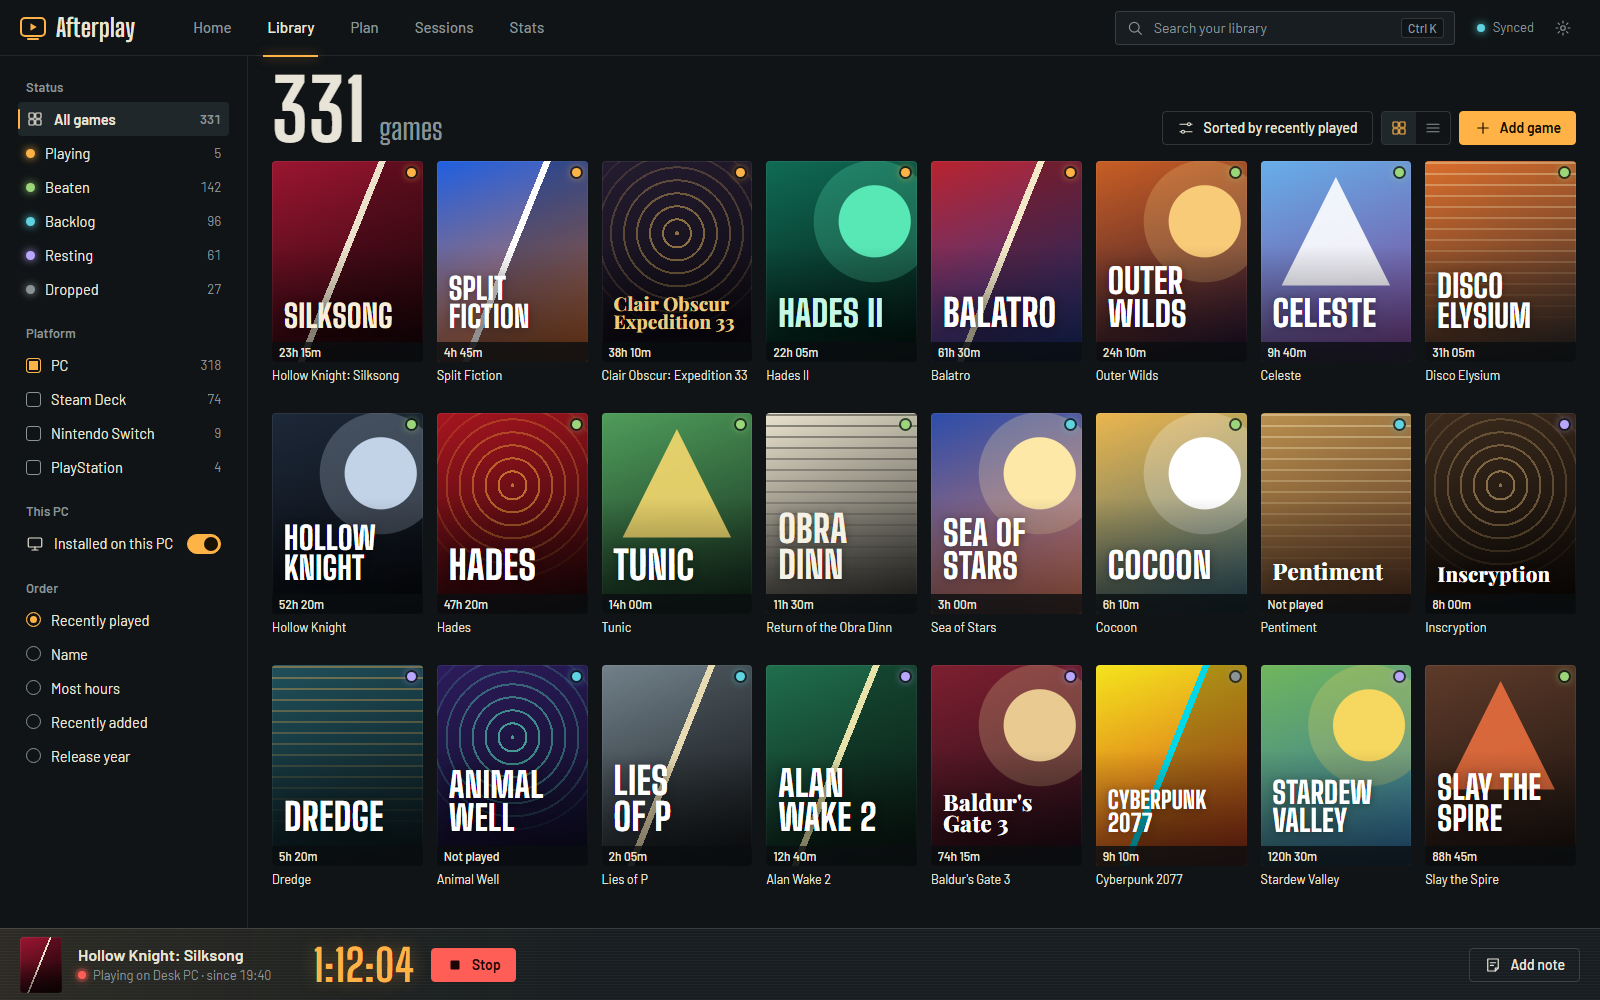 Afterplay
Home
Library
Plan
Sessions
Stats
Search your library
Ctrl K
Synced
Status
All games 331
Playing 5
Beaten 142
Backlog 96
Resting 61
Dropped 27
Platform
PC 318
Steam Deck 74
Nintendo Switch 9
PlayStation 4
This PC
Installed on this PC
Order
Recently played
Name
Most hours
Recently added
Release year
331 games
Sorted by recently played
Add game
SILKSONG
23h 15m
Hollow Knight: Silksong
SPLIT
FICTION
4h 45m
Split Fiction
Clair Obscur
Expedition 33
38h 10m
Clair Obscur: Expedition 33
HADES II
22h 05m
Hades II
BALATRO
61h 30m
Balatro
OUTER
WILDS
24h 10m
Outer Wilds
CELESTE
9h 40m
Celeste
DISCO
ELYSIUM
31h 05m
Disco Elysium
HOLLOW
KNIGHT
52h 20m
Hollow Knight
HADES
47h 20m
Hades
TUNIC
14h 00m
Tunic
OBRA
DINN
11h 30m
Return of the Obra Dinn
SEA OF
STARS
3h 00m
Sea of Stars
COCOON
6h 10m
Cocoon
Pentiment
Not played
Pentiment
Inscryption
8h 00m
Inscryption
DREDGE
5h 20m
Dredge
ANIMAL
WELL
Not played
Animal Well
LIES
OF P
2h 05m
Lies of P
ALAN
WAKE 2
12h 40m
Alan Wake 2
Baldur's
Gate 3
74h 15m
Baldur's Gate 3
CYBERPUNK
2077
9h 10m
Cyberpunk 2077
STARDEW
VALLEY
120h 30m
Stardew Valley
SLAY THE
SPIRE
88h 45m
Slay the Spire
Hollow Knight: Silksong
Playing on Desk PC · since 19:40
1:12:04
Stop
Add note